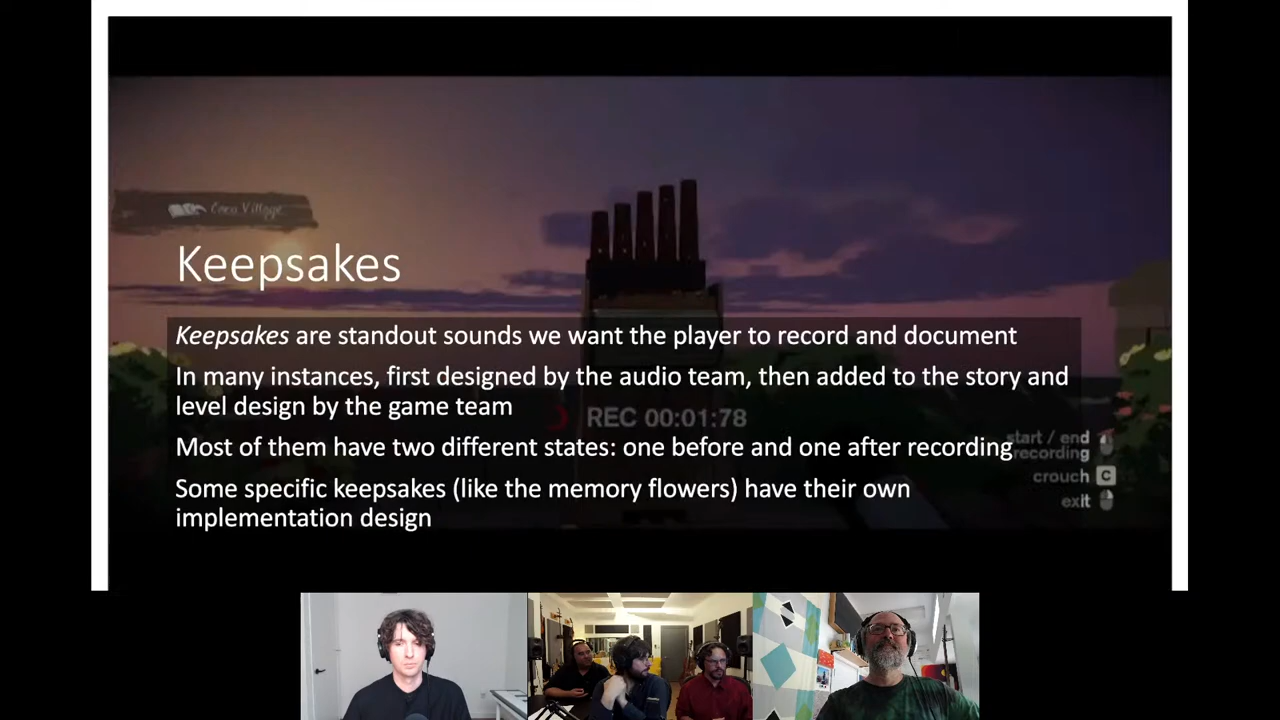 Keepsakes
Keepsakes are standout sounds we want the player to record and document
In many instances, first designed by the audio team, then added to the story and
level design by the game team
REC 00:01:78
Most of them have two different states: one before and one after recording
start / end
recording
crouch C
Some specific keepsakes (like the memory flowers) have their own
exit
implementation design